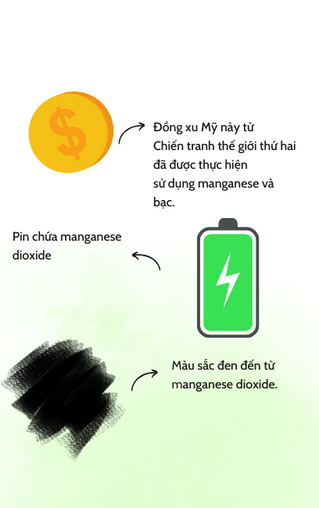 Đồng xu Mỹ này từ
Chiến tranh thế giới thứ hai
đã được thực hiện
sử dụng manganese và
bạc.
Pin chứa manganese
dioxide
Màu sắc đen đến từ
manganese dioxide.